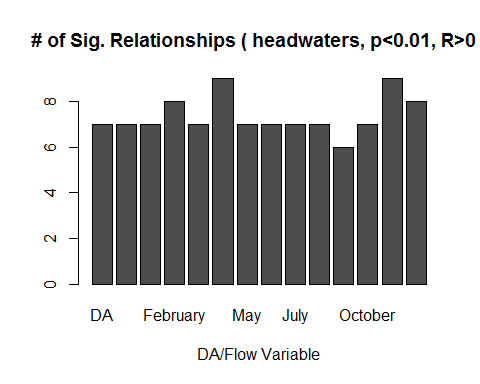 # of Sig. Relationships ( headwaters, p<0.01, R>0
8
6
4
2
0
DA February May July October
DA/Flow Variable